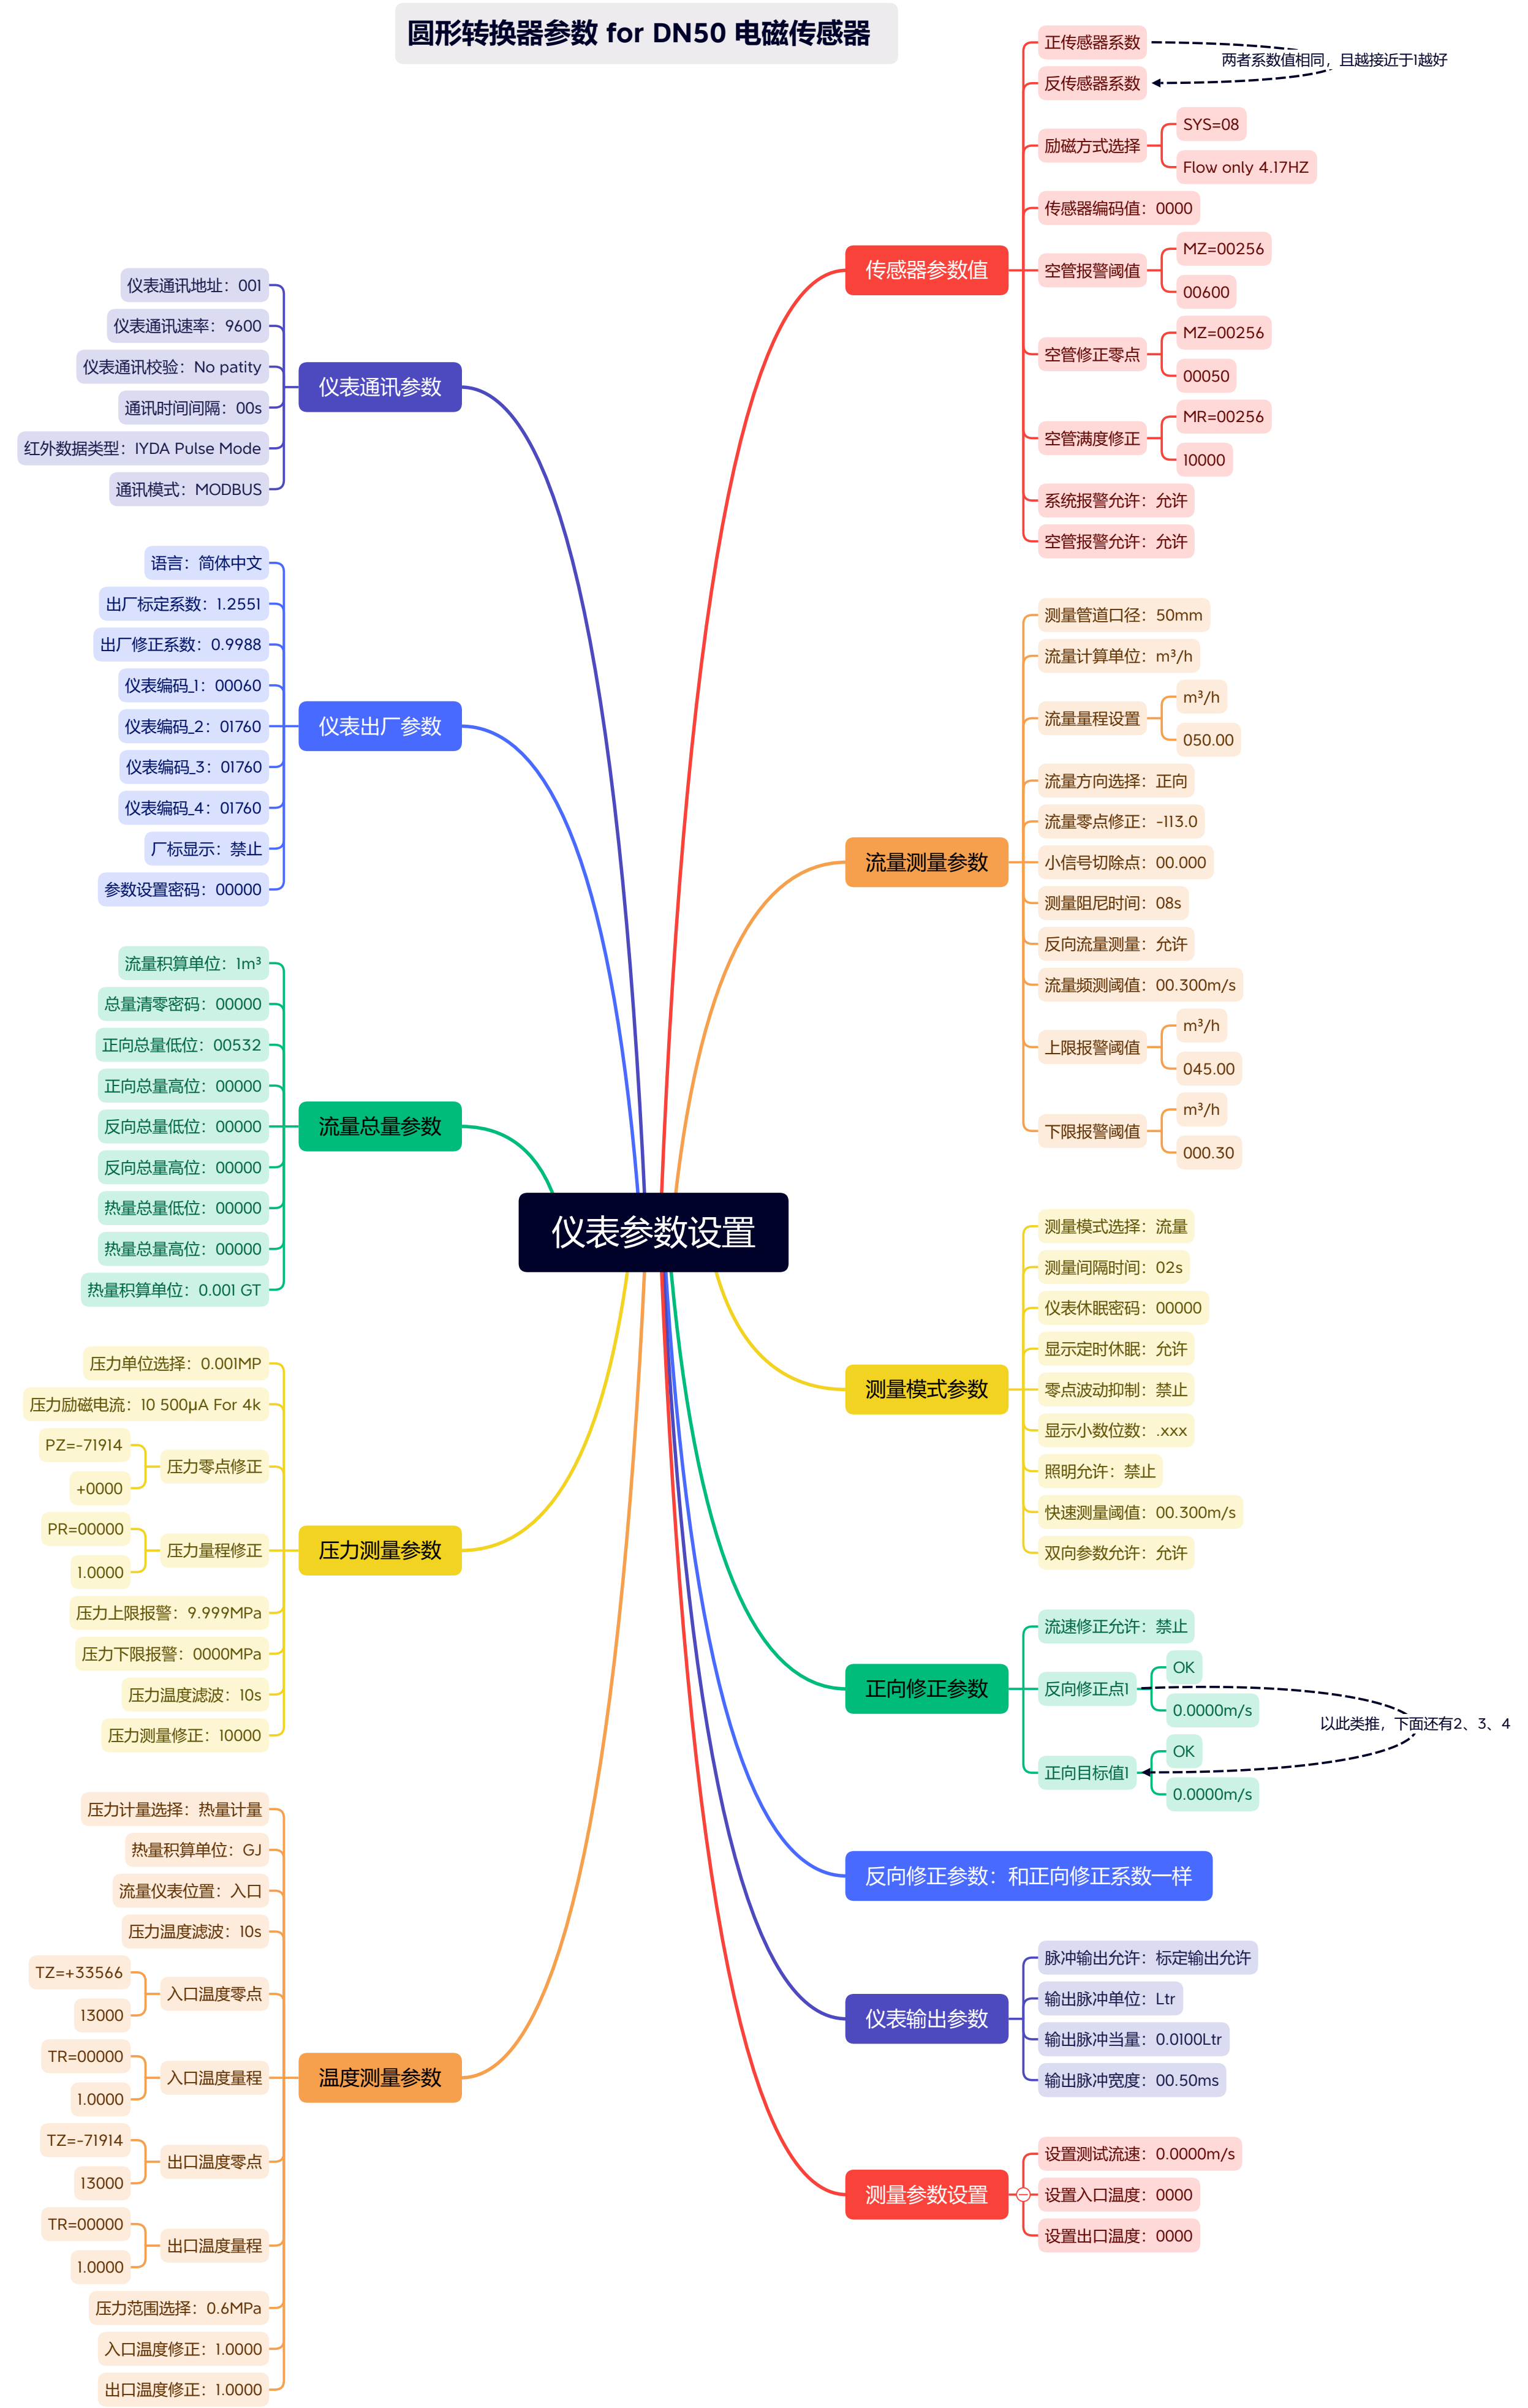 圆形转换器参数 for DN50 电磁传感器
仪表参数设置
传感器参数值
正传感器系数
两者系数值相同，且越接近于1越好
反传感器系数
励磁方式选择
SYS=08
Flow only 4.17HZ
传感器编码值：0000
空管报警阈值
MZ=00256
00600
空管修正零点
MZ=00256
00050
空管满度修正
MR=00256
10000
系统报警允许：允许
空管报警允许：允许
流量测量参数
测量管道口径：50mm
流量计算单位：m³/h
流量量程设置
m³/h
050.00
流量方向选择：正向
流量零点修正：-113.0
小信号切除点：00.000
测量阻尼时间：08s
反向流量测量：允许
流量频测阈值：00.300m/s
上限报警阈值
m³/h
045.00
下限报警阈值
m³/h
000.30
测量模式参数
测量模式选择：流量
测量间隔时间：02s
仪表休眠密码：00000
显示定时休眠：允许
零点波动抑制：禁止
显示小数位数：.xxx
照明允许：禁止
快速测量阈值：00.300m/s
双向参数允许：允许
正向修正参数
流速修正允许：禁止
反向修正点1
OK
0.0000m/s
以此类推，下面还有2、3、4
正向目标值1
OK
0.0000m/s
反向修正参数：和正向修正系数一样
仪表输出参数
脉冲输出允许：标定输出允许
输出脉冲单位：Ltr
输出脉冲当量：0.0100Ltr
输出脉冲宽度：00.50ms
测量参数设置
设置测试流速：0.0000m/s
设置入口温度：0000
设置出口温度：0000
仪表通讯参数
仪表通讯地址：001
仪表通讯速率：9600
仪表通讯校验：No patity
通讯时间间隔：00s
红外数据类型：IYDA Pulse Mode
通讯模式：MODBUS
仪表出厂参数
语言：简体中文
出厂标定系数：1.2551
出厂修正系数：0.9988
仪表编码_1：00060
仪表编码_2：01760
仪表编码_3：01760
仪表编码_4：01760
厂标显示：禁止
参数设置密码：00000
流量总量参数
流量积算单位：1m³
总量清零密码：00000
正向总量低位：00532
正向总量高位：00000
反向总量低位：00000
反向总量高位：00000
热量总量低位：00000
热量总量高位：00000
热量积算单位：0.001 GT
压力测量参数
压力单位选择：0.001MP
压力励磁电流：10 500μA For 4k
压力零点修正
PZ=-71914
+0000
压力量程修正
PR=00000
1.0000
压力上限报警：9.999MPa
压力下限报警：0000MPa
压力温度滤波：10s
压力测量修正：10000
温度测量参数
压力计量选择：热量计量
热量积算单位：GJ
流量仪表位置：入口
压力温度滤波：10s
入口温度零点
TZ=+33566
13000
入口温度量程
TR=00000
1.0000
出口温度零点
TZ=-71914
13000
出口温度量程
TR=00000
1.0000
压力范围选择：0.6MPa
入口温度修正：1.0000
出口温度修正：1.0000